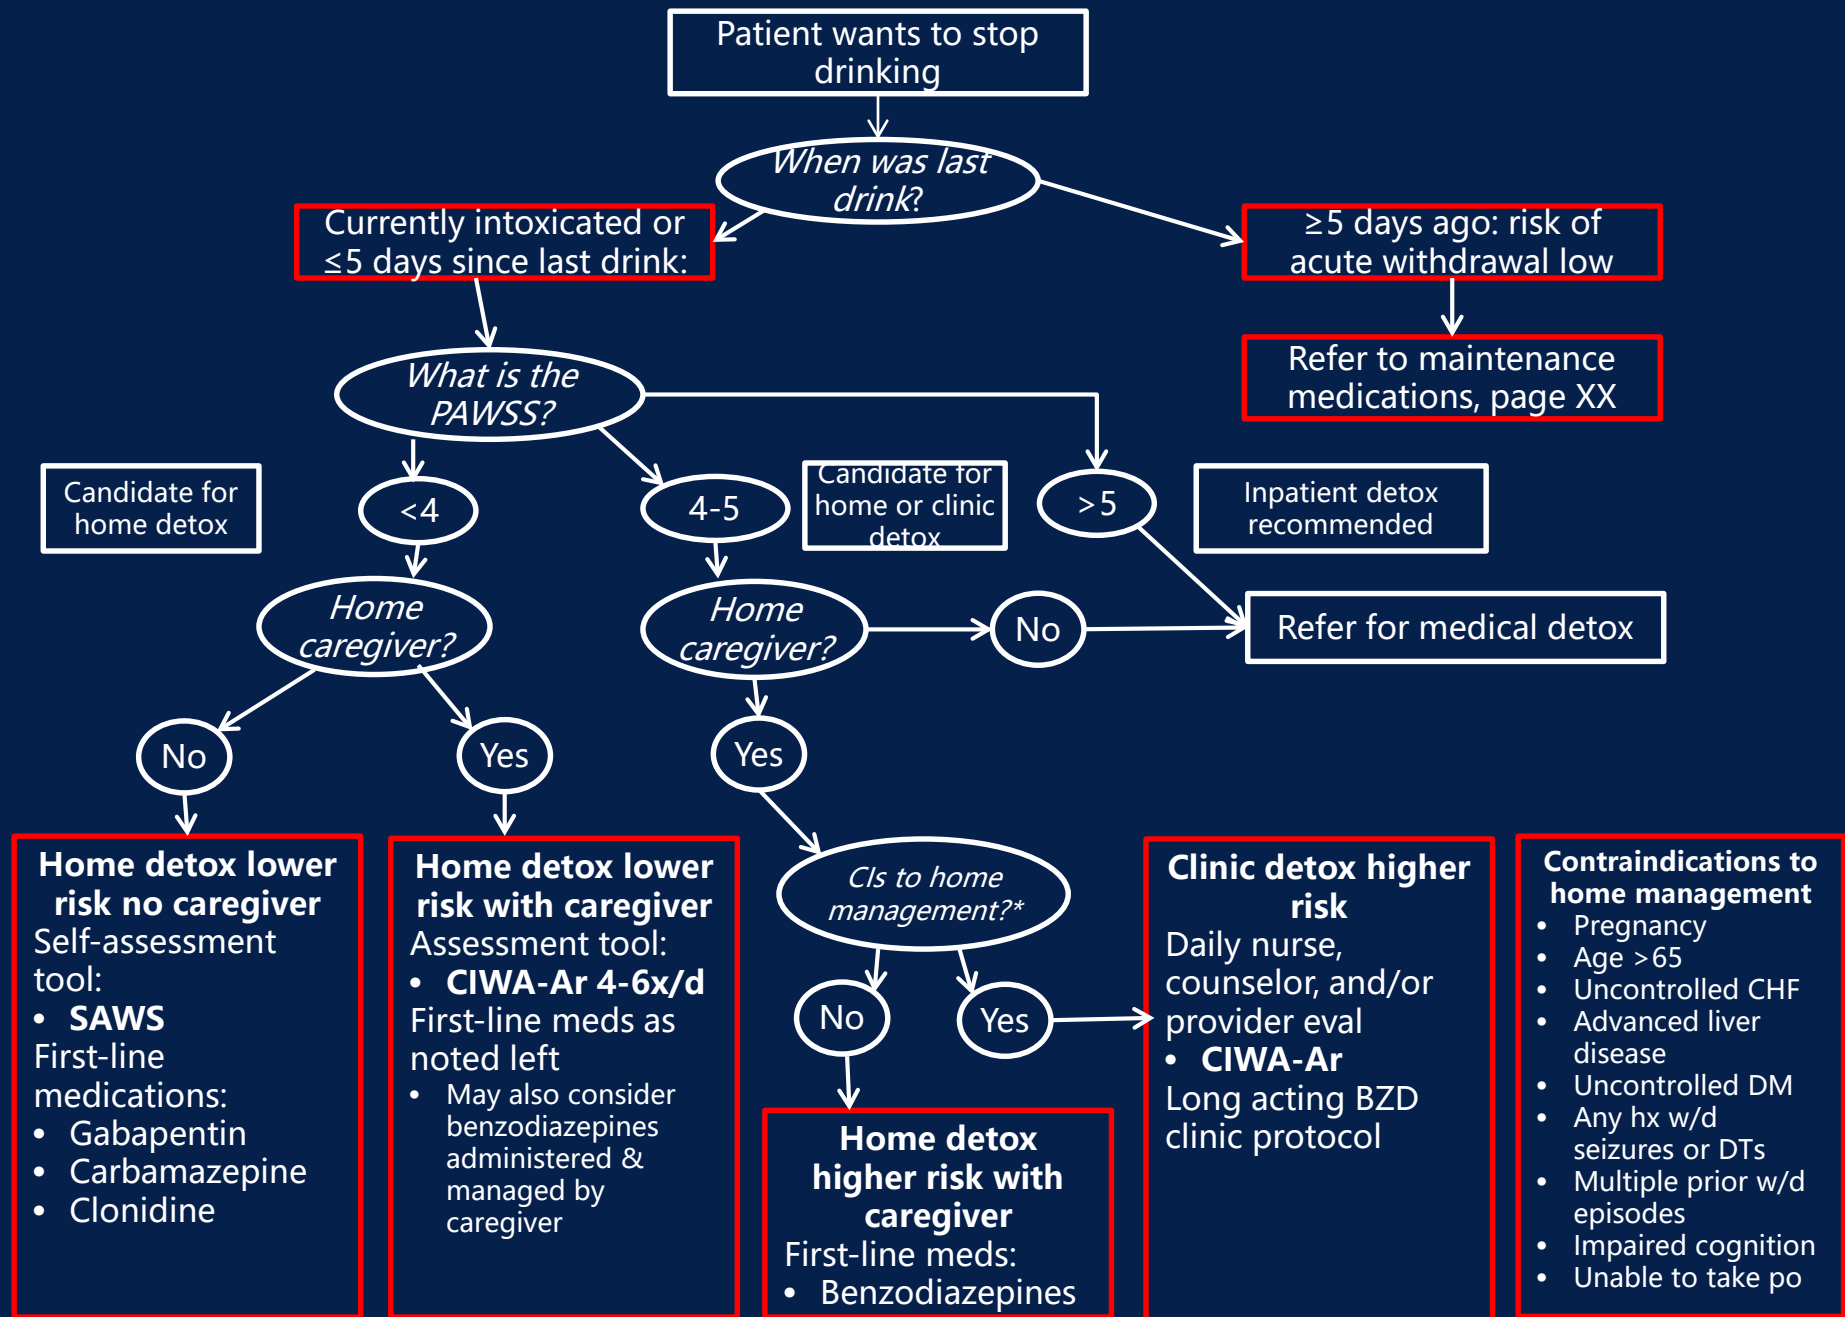 Patient wants to stop
drinking
When was last
drink?
Currently intoxicated or
≤5 days since last drink:
≥5 days ago: risk of
acute withdrawal low
Refer to maintenance
medications, page XX
What is the
PAWSS?
Candidate for
home detox
<4
4-5
Candidate for
home or clinic
detox
>5
Inpatient detox
recommended
Home
caregiver?
Home
caregiver?
No
Refer for medical detox
No
Yes
Yes
Home detox lower
risk no caregiver
Self-assessment
tool:
• SAWS
First-line
medications:
• Gabapentin
• Carbamazepine
• Clonidine
Home detox lower
risk with caregiver
Assessment tool:
• CIWA-Ar 4-6x/d
First-line meds as
noted left
• May also consider
benzodiazepines
administered &
managed by
caregiver
CIs to home
management?*
No
Yes
Home detox
higher risk with
caregiver
First-line meds:
• Benzodiazepines
Clinic detox higher
risk
Daily nurse,
counselor, and/or
provider eval
• CIWA-Ar
Long acting BZD
clinic protocol
Contraindications to
home management
• Pregnancy
• Age >65
• Uncontrolled CHF
• Advanced liver
disease
• Uncontrolled DM
• Any hx w/d
seizures or DTs
• Multiple prior w/d
episodes
• Impaired cognition
• Unable to take po